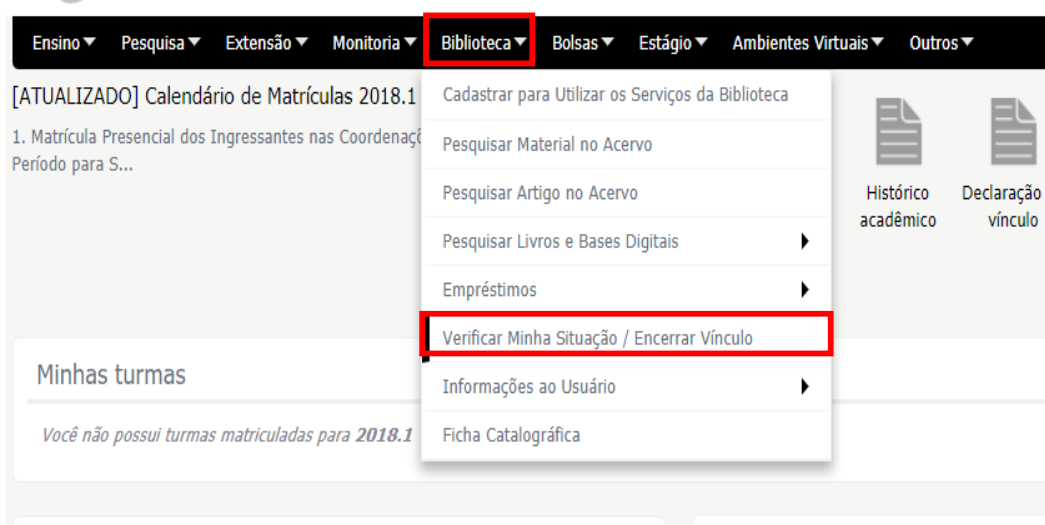 Ensino▼ Pesquisa▼ Extensão▼ Monitoria▼ Biblioteca▼ Bolsas▼ Estágio▼ Ambientes Virtuais▼ Outros▼
[ATUALIZADO] Calendário de Matrículas 2018.1
1. Matrícula Presencial dos Ingressantes nas
Período para S...
Cadastrar para Utilizar os Serviços da Biblioteca
Pesquisar Material no Acervo
Pesquisar Artigo no Acervo
Pesquisar Livros e Bases Digitais
Empréstimos
Verificar Minha Situação / Encerrar Vínculo
Informações ao Usuário
Ficha Catalográfica
Histórico
acadêmico
Declaração
vínculo
Minhas turmas
Você não possui turmas matriculadas para 2018.1